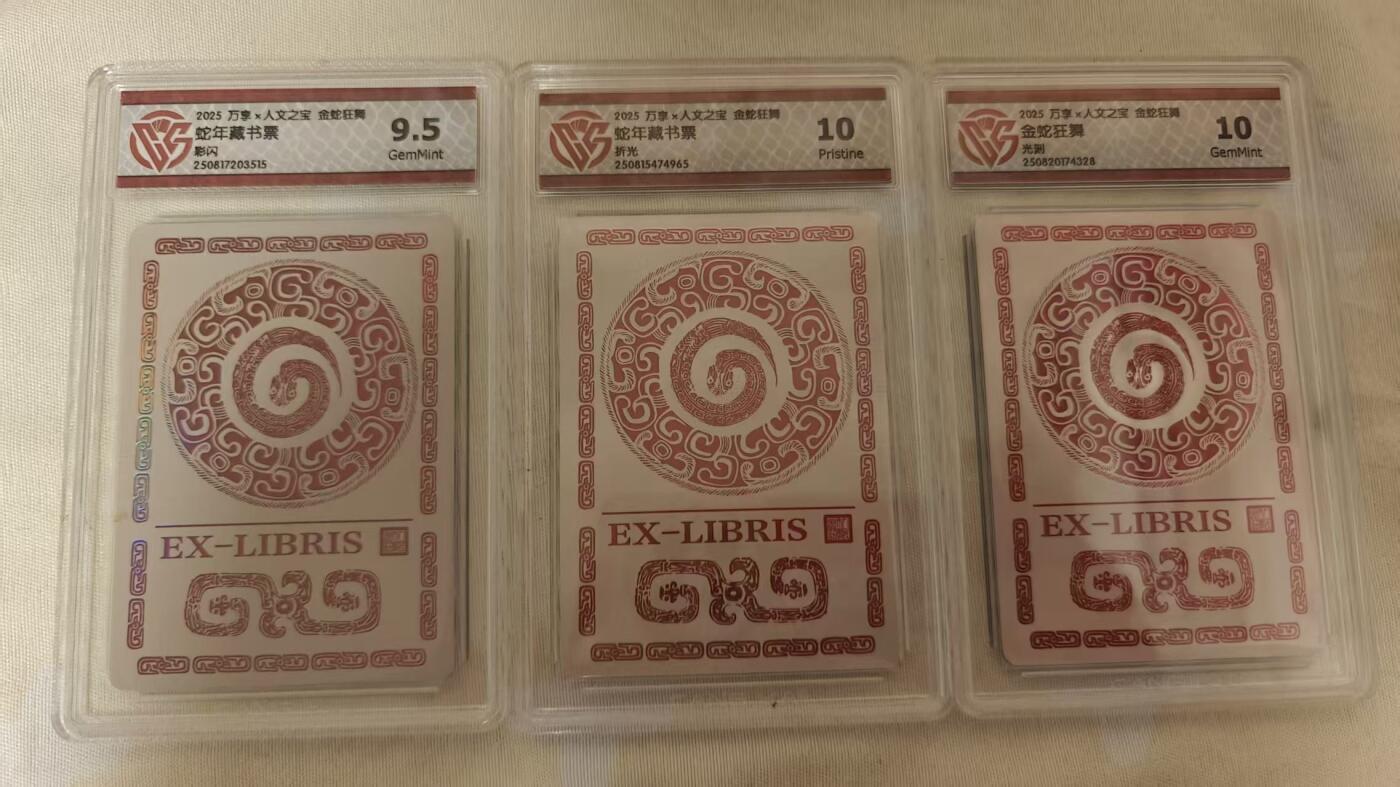 2025 万享×人文之宝 金蛇狂舞
蛇年藏书票
影闪
250817203515
9.5
GemMint
EX-LIBRIS
2025 万享×人文之宝 金蛇狂舞
蛇年藏书票
折光
250815474965
10
Pristine
EX-LIBRIS
2025 万享×人文之宝 金蛇狂舞
金蛇狂舞
光刻
250820174328
10
GemMint
EX-LIBRIS